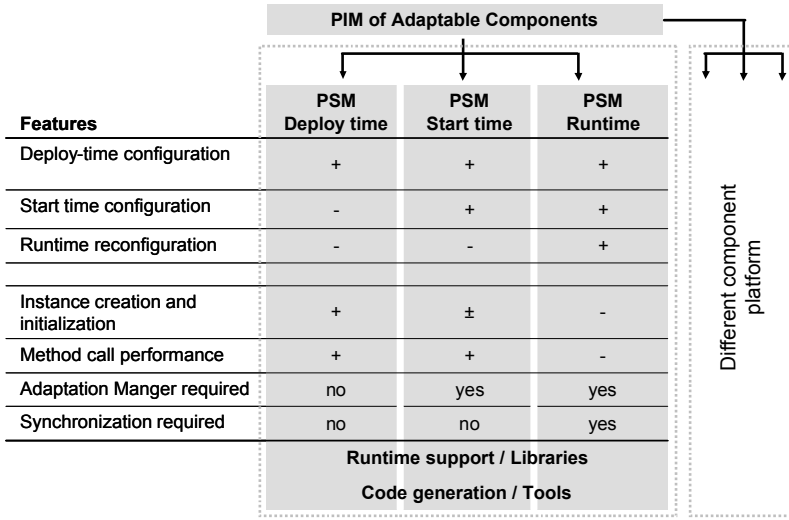 PIM of Adaptable Components
PSM PSM PSM
Features Deploy time Start time Runtime
Deploy-time configuration + + +
Start time configuration - + +
Runtime reconfiguration - - +
Instance creation and
initialization + ± -
Method call performance + + -
Adaptation Manger required no yes yes
Synchronization required no no yes
Runtime support / Libraries
Code generation / Tools
Different component
platform